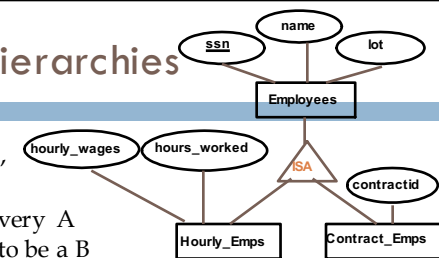 ierarchies
name
ssn
lot
Employees
hourly_wages
hours_worked
,
ISA
contractid
very A
to be a B
Hourly_Emps
Contract_Emps